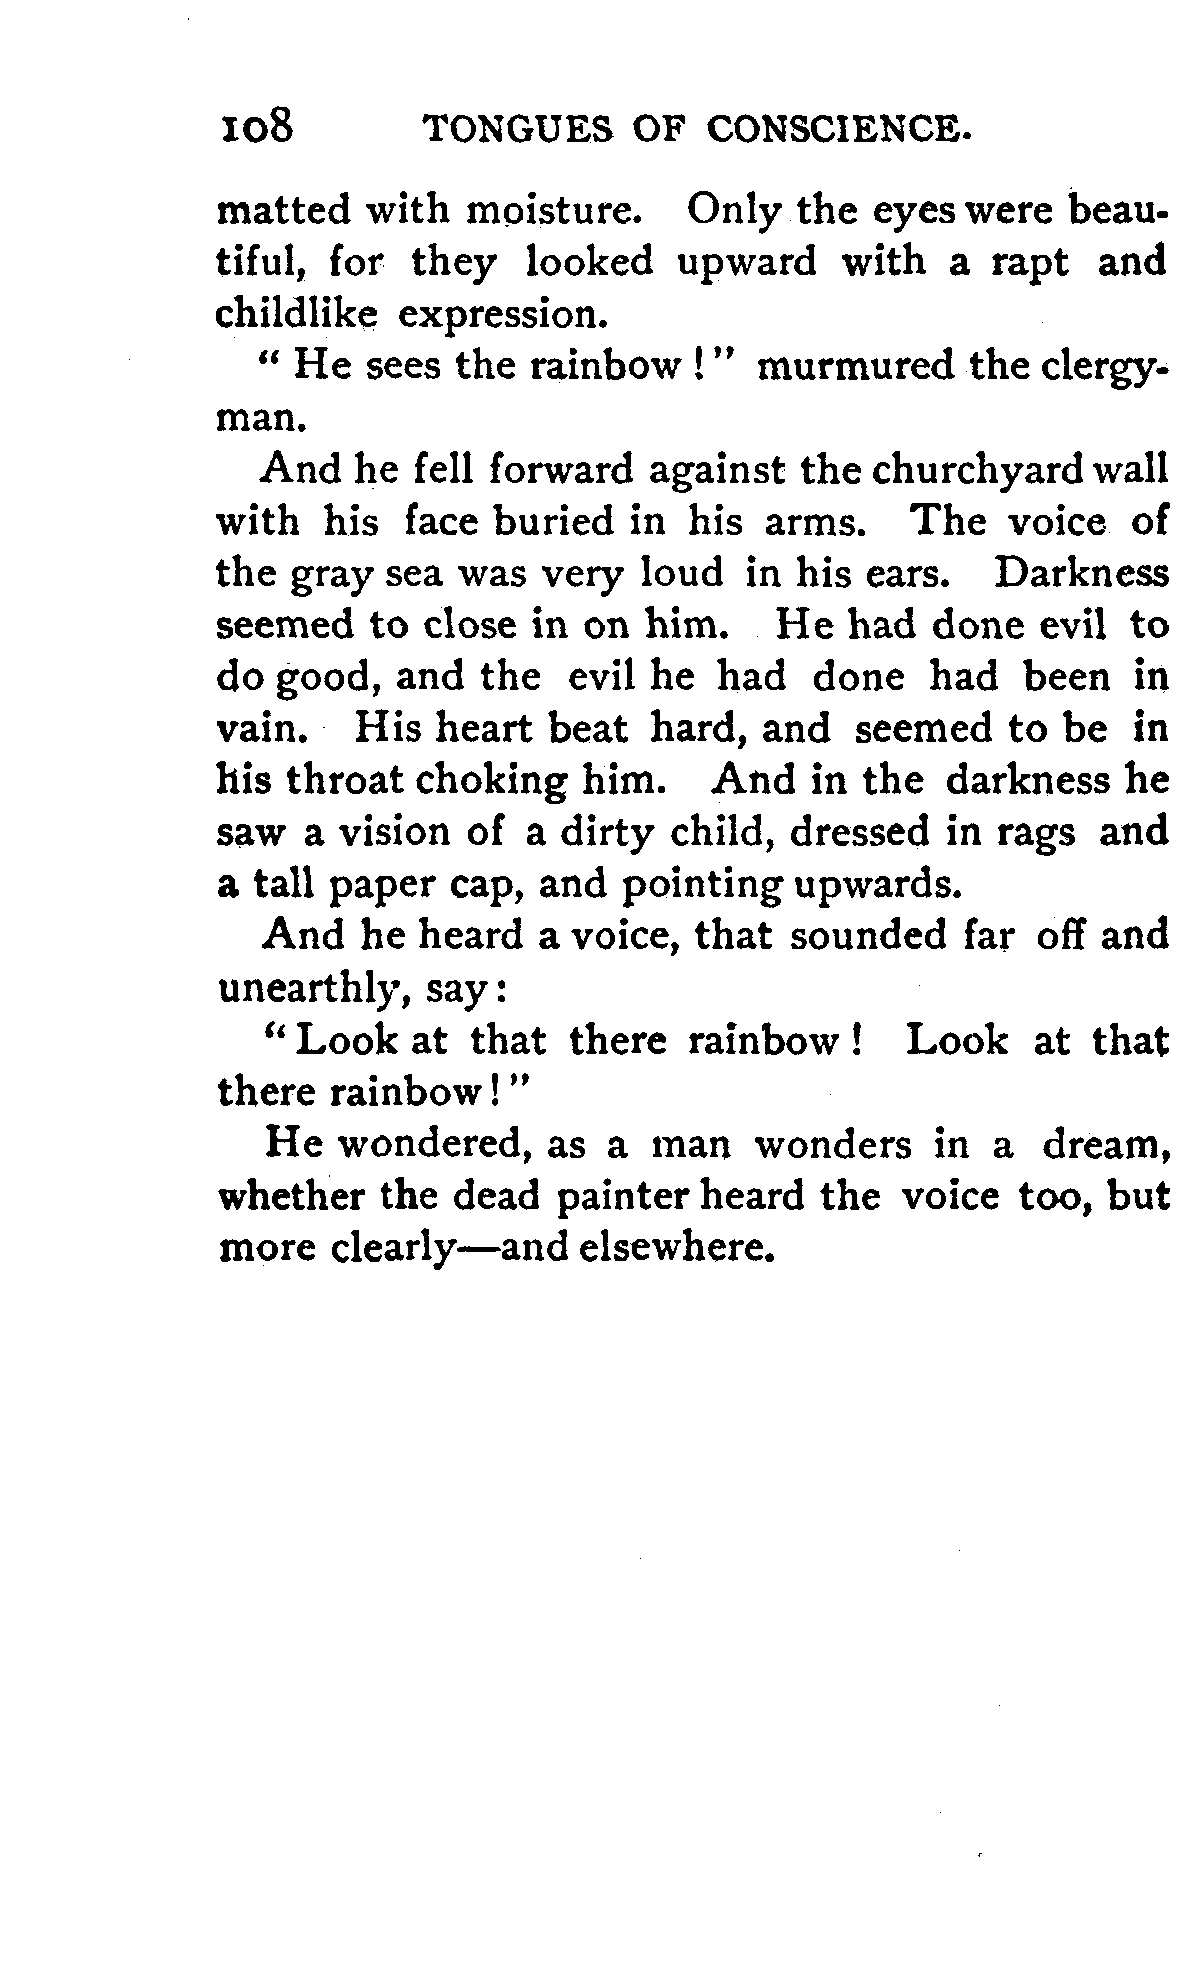 108 TONGUES OF CONSCIENCE.
matted with moisture. Only the eyes were beau-
tiful, for they looked upward with a rapt and
childlike expression.
" He sees the rainbow ! " murmured the clergy-
man.
And he fell forward against the churchyard wall
with his face buried in his arms. The voice of
the gray sea was very loud in his ears. Darkness
seemed to close in on him. He had done evil to
do good, and the evil he had done had been in
vain. His heart beat hard, and seemed to be in
his throat choking him. And in the darkness he
saw a vision of a dirty child, dressed in rags and
a tall paper cap, and pointing upwards.
And he heard a voice, that sounded far off and
unearthly, say :
" Look at that there rainbow ! Look at that
there rainbow ! "
He wondered, as a man wonders in a dream,
whether the dead painter heard the voice too, but
more clearly—and elsewhere.